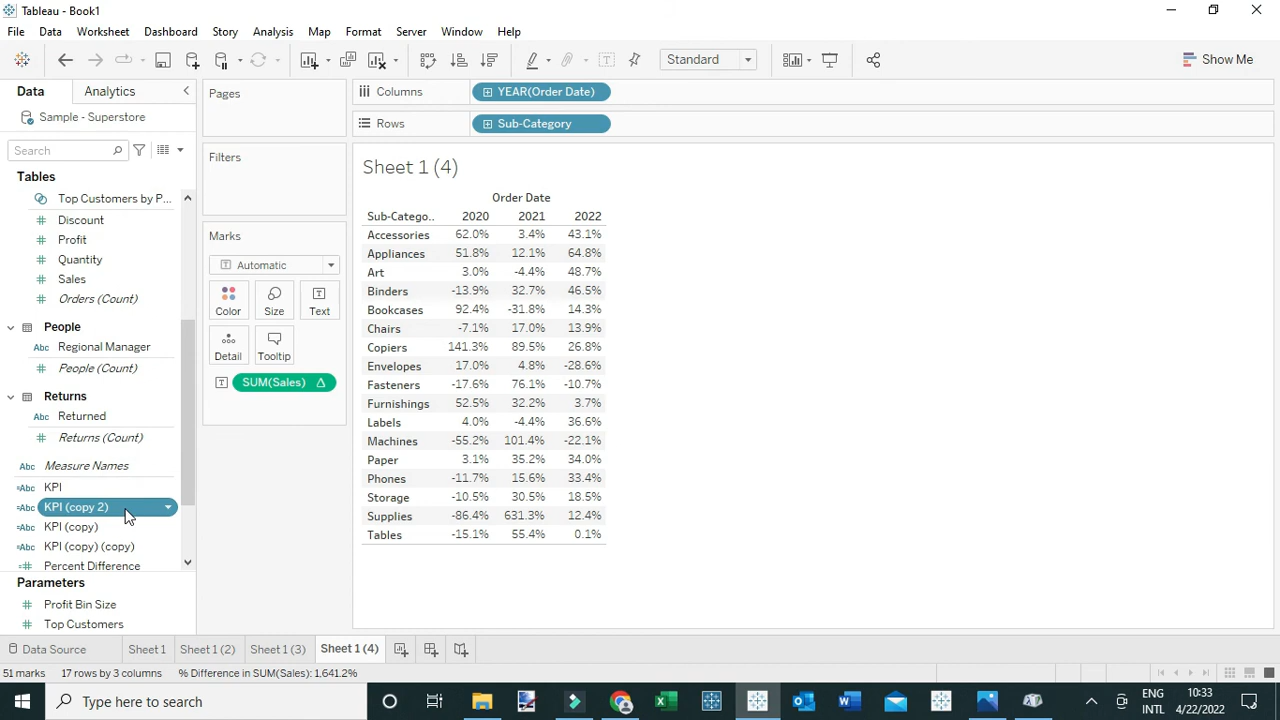 Tableau - Book1
File Data Worksheet Dashboard Story Analysis Map Format Server Window Help
Standard
Show Me
Data Analytics
Sample - Superstore
Search
Tables
Top Customers by P...
Discount
Profit
Quantity
Sales
Orders (Count)
People
Abc Regional Manager
People (Count)
Returns
Abc Returned
Returns (Count)
Abc Measure Names
=Abc KPI
=Abc KPI (copy 2)
=Abc KPI (copy)
=Abc KPI (copy) (copy)
Percent Difference
Parameters
Profit Bin Size
Top Customers
Pages
Filters
Marks
Automatic
Color Size Text
Detail Tooltip
SUM(Sales)
Columns YEAR(Order Date)
Rows Sub-Category
Sheet 1 (4)
Order Date
Sub-Catego.. 2020 2021 2022
Accessories 62.0% 3.4% 43.1%
Appliances 51.8% 12.1% 64.8%
Art 3.0% -4.4% 48.7%
Binders -13.9% 32.7% 46.5%
Bookcases 92.4% -31.8% 14.3%
Chairs -7.1% 17.0% 13.9%
Copiers 141.3% 89.5% 26.8%
Envelopes 17.0% 4.8% -28.6%
Fasteners -17.6% 76.1% -10.7%
Furnishings 52.5% 32.2% 3.7%
Labels 4.0% -4.4% 36.6%
Machines -55.2% 101.4% -22.1%
Paper 3.1% 35.2% 34.0%
Phones -11.7% 15.6% 33.4%
Storage -10.5% 30.5% 18.5%
Supplies -86.4% 631.3% 12.4%
Tables -15.1% 55.4% 0.1%
Data Source Sheet 1 Sheet 1 (2) Sheet 1 (3) Sheet 1 (4)
51 marks 17 rows by 3 columns % Difference in SUM(Sales): 1,641.2%
Type here to search
ENG
INTL
10:33
4/22/2022